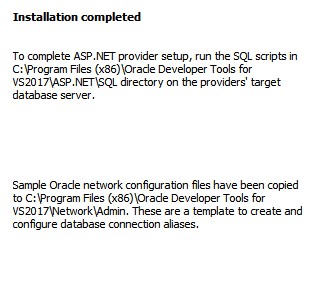 Installation completed
To complete ASP.NET provider setup, run the SQL scripts in
C:\Program Files (x86)\Oracle Developer Tools for
VS2017\ASP.NET\SQL directory on the providers' target
database server.
Sample Oracle network configuration files have been copied
to C:\Program Files (x86)\Oracle Developer Tools for
VS2017\Network\Admin. These are a template to create and
configure database connection aliases.